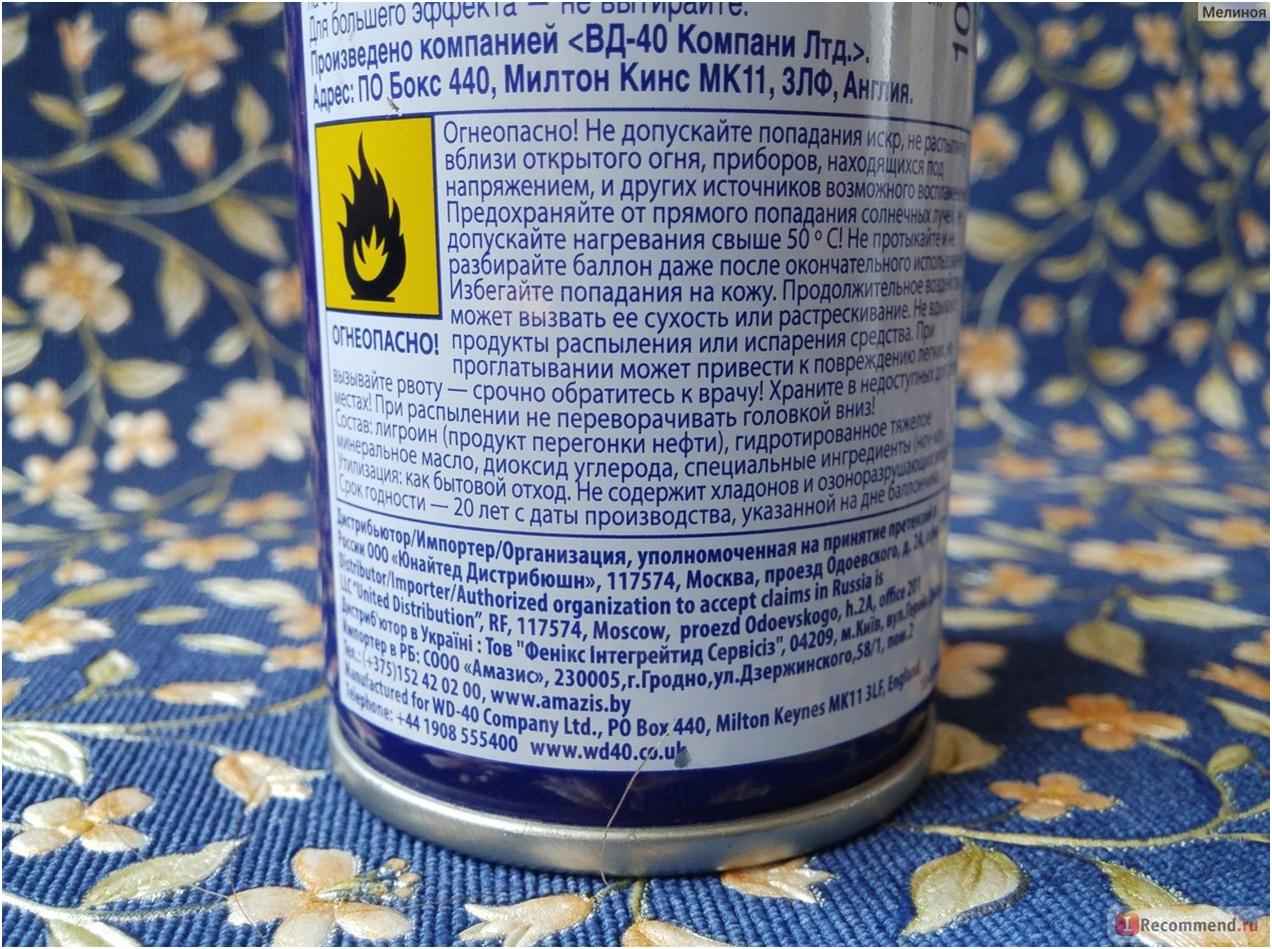 Мелиноя
Для большего эффекта — не вытирайте.
Произведено компанией <ВД-40 Компани Лтд.>.
Адрес: ПО Бокс 440, Милтон Кинс МК11, 3ЛФ, Англия.
10
Огнеопасно! Не допускайте попадания искр, не
вблизи открытого огня, приборов, находящихся под
напряжением, и других источников возможного
Предохраняйте от прямого попадания солнечных
допускайте нагревания свыше 50 º С! Не протыкайте и не
разбирайте баллон даже после окончательного
Избегайте попадания на кожу. Продолжительное
может вызвать ее сухость или растрескивание. Не
продукты распыления или испарения средства. При
проглатывании может привести к повреждению
ОГНЕОПАСНО!
вызывайте рвоту — срочно обратитесь к врачу! Храните в недоступных
местах! При распылении не переворачивать головкой вниз!
Состав: лигроин (продукт перегонки нефти), гидротированное тяжелое
минеральное масло, диоксид углерода, специальные ингредиенты
Утилизация: как бытовой отход. Не содержит хладонов и озоноразрушающих
Срок годности — 20 лет с даты производства, указанной на дне
Дистрибьютор/Импортер/Организация, уполномоченная на принятие претензий
России ООО «Юнайтед Дистрибюшн», 117574, Москва, проезд Одоевского, д. 2А,
Distributor/Importer/Authorized organization to accept claims in Russia is
LLC "United Distribution", RF, 117574, Moscow, proezd Odoevskogo, h.2A, office 201
Дистриб'ютор в Україні : Тов "Фенікс Інтегрейтид Сервісіз", 04209, м.Київ, вул.
Импортер в РБ: СООО «Амазис», 230005,г.Гродно,ул.Дзержинского,58/1, пом.2
Тел.: (+375)152 42 02 00, www.amazis.by
Manufactured for WD-40 Company Ltd., PO Box 440, Milton Keynes MK11 3LF, England.
Telephone: +44 1908 555400 www.wd40.co.uk
Recommend.ru